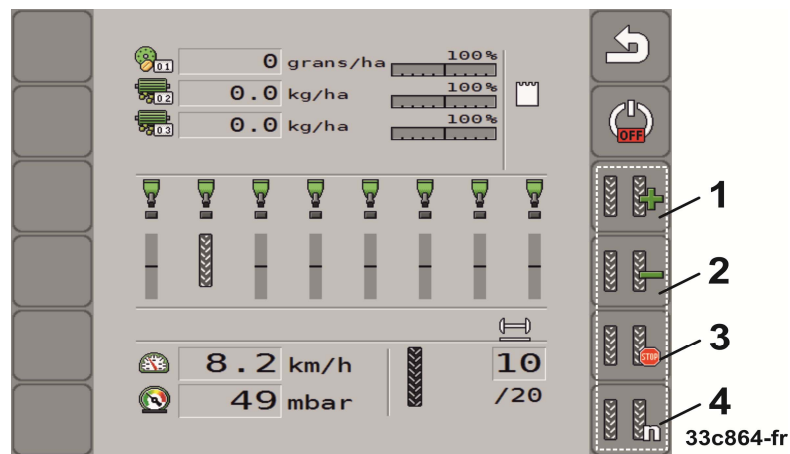 01 0 grans/ha 100%
02 0.0 kg/ha 100%
03 0.0 kg/ha 100%
OFF
1
2
STOP 3
8.2 km/h 10
49 mbar /20
n 4
33c864-fr